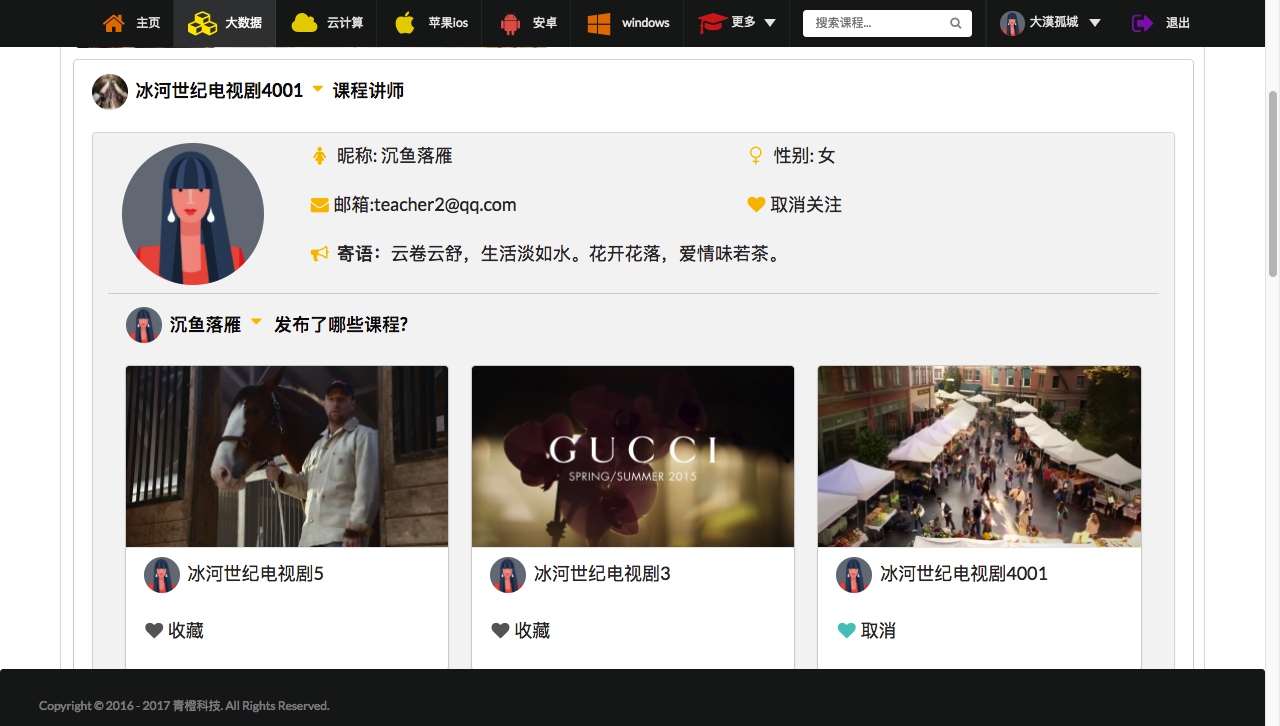 主页 大数据 云计算 苹果ios 安卓 windows 更多 搜索课程... 大漠孤城 退出
冰河世纪电视剧4001 课程讲师
昵称: 沉鱼落雁 性别: 女
邮箱:teacher2@qq.com 取消关注
寄语：云卷云舒，生活淡如水。花开花落，爱情味若茶。
沉鱼落雁 发布了哪些课程?
GUCCI
SPRING/SUMMER 2015
冰河世纪电视剧5 冰河世纪电视剧3 冰河世纪电视剧4001
收藏 收藏 取消
Copyright © 2016 - 2017 青橙科技. All Rights Reserved.